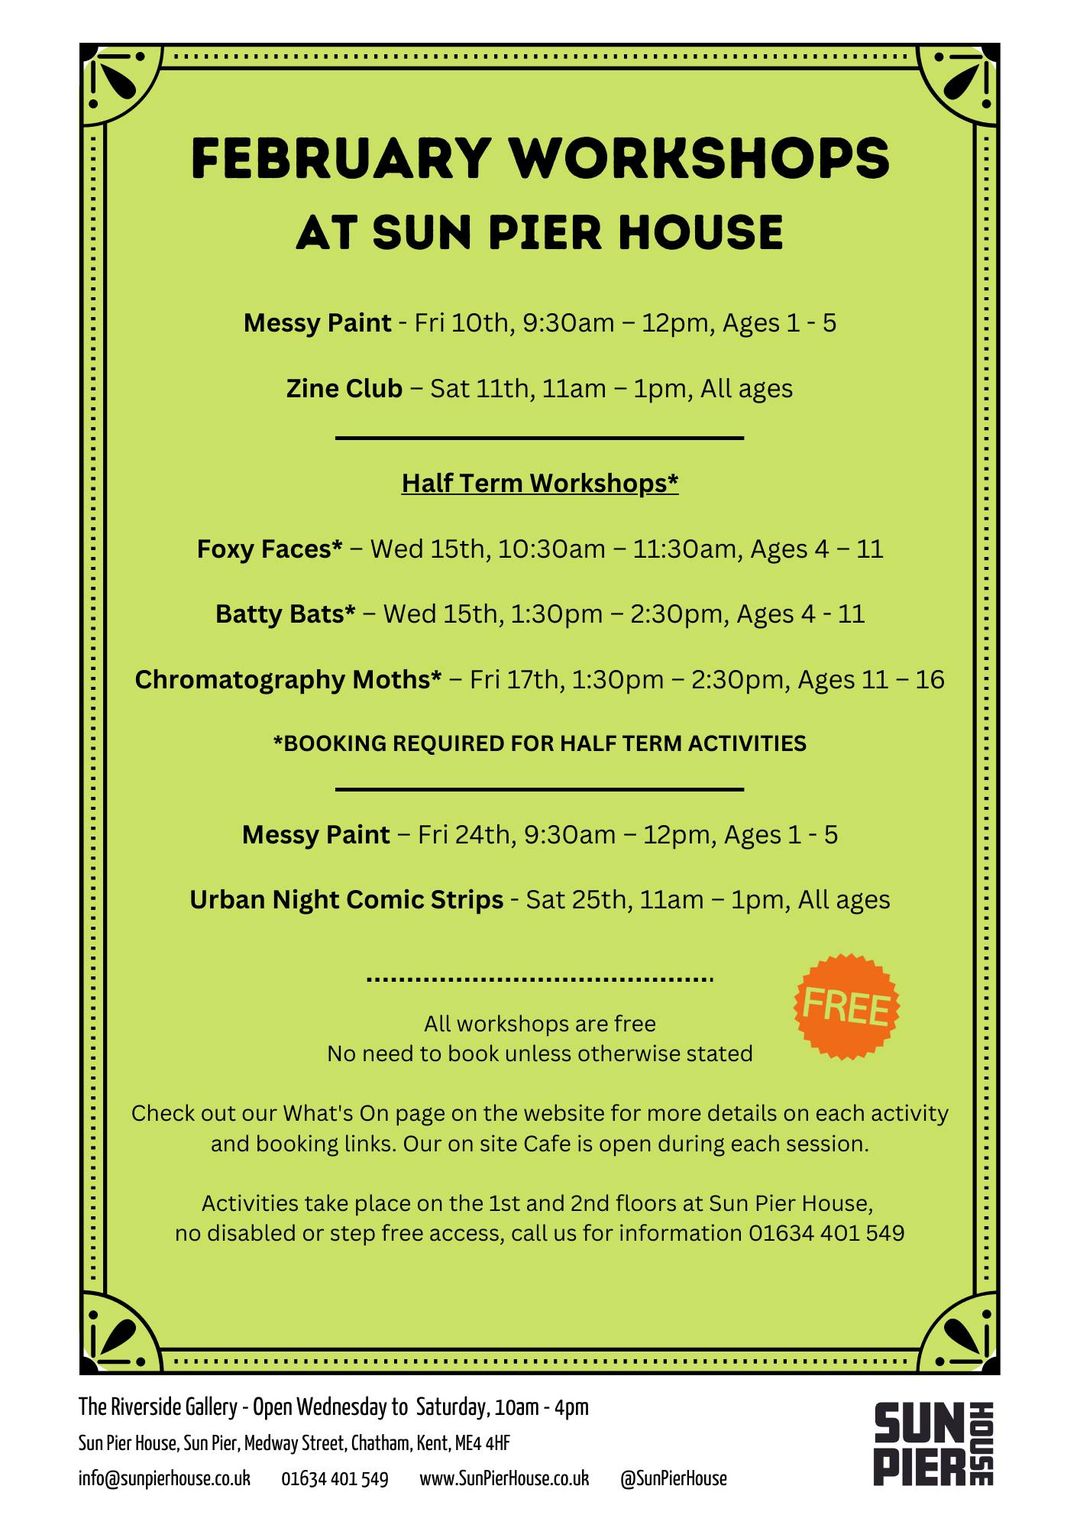 FEBRUARY WORKSHOPS
AT SUN PIER HOUSE
Messy Paint - Fri 10th, 9:30am – 12pm, Ages 1 - 5
Zine Club – Sat 11th, 11am – 1pm, All ages
Half Term Workshops*
Foxy Faces* – Wed 15th, 10:30am – 11:30am, Ages 4 – 11
Batty Bats* – Wed 15th, 1:30pm – 2:30pm, Ages 4 - 11
Chromatography Moths* – Fri 17th, 1:30pm – 2:30pm, Ages 11 – 16
*BOOKING REQUIRED FOR HALF TERM ACTIVITIES
Messy Paint – Fri 24th, 9:30am – 12pm, Ages 1 - 5
Urban Night Comic Strips - Sat 25th, 11am – 1pm, All ages
FREE
All workshops are free
No need to book unless otherwise stated
Check out our What's On page on the website for more details on each activity
and booking links. Our on site Cafe is open during each session.
Activities take place on the 1st and 2nd floors at Sun Pier House,
no disabled or step free access, call us for information 01634 401 549
The Riverside Gallery - Open Wednesday to Saturday, 10am - 4pm
Sun Pier House, Sun Pier, Medway Street, Chatham, Kent, ME4 4HF
info@sunpierhouse.co.uk 01634 401 549 www.SunPierHouse.co.uk @SunPierHouse
SUN
PIER
HOUSE